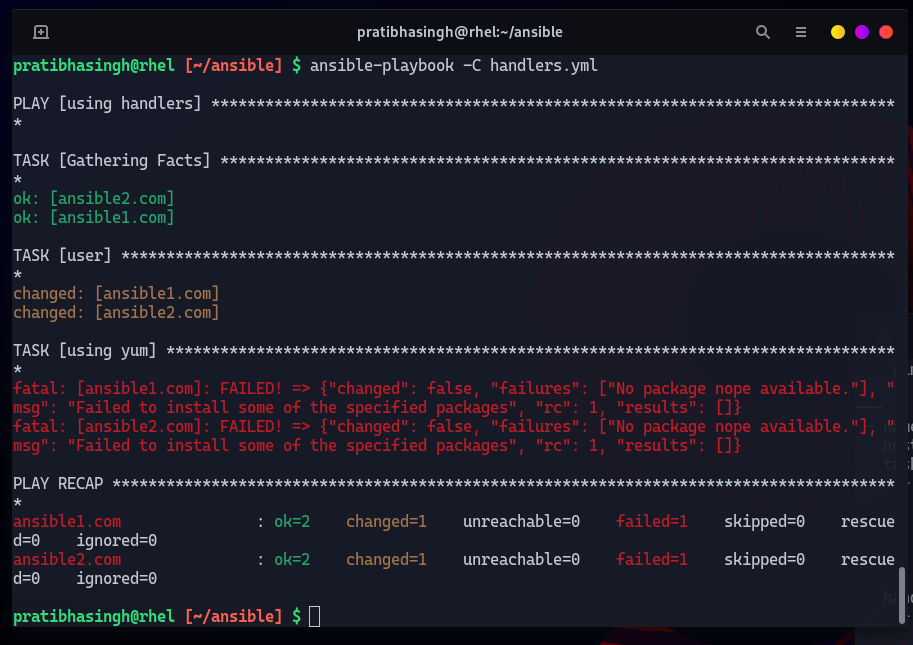 pratibhasingh@rhel:~/ansible
pratibhasingh@rhel [~/ansible] $ ansible-playbook -C handlers.yml
PLAY [using handlers] ****************************************************************************
*
TASK [Gathering Facts] ***************************************************************************
*
ok: [ansible2.com]
ok: [ansible1.com]
TASK [user] **************************************************************************************
*
changed: [ansible1.com]
changed: [ansible2.com]
TASK [using yum] *********************************************************************************
*
fatal: [ansible1.com]: FAILED! => {"changed": false, "failures": ["No package nope available."], "
msg": "Failed to install some of the specified packages", "rc": 1, "results": []}
fatal: [ansible2.com]: FAILED! => {"changed": false, "failures": ["No package nope available."], "
msg": "Failed to install some of the specified packages", "rc": 1, "results": []}
PLAY RECAP ***************************************************************************************
*
ansible1.com               : ok=2    changed=1    unreachable=0    failed=1    skipped=0    rescue
d=0    ignored=0
ansible2.com               : ok=2    changed=1    unreachable=0    failed=1    skipped=0    rescue
d=0    ignored=0
pratibhasingh@rhel [~/ansible] $